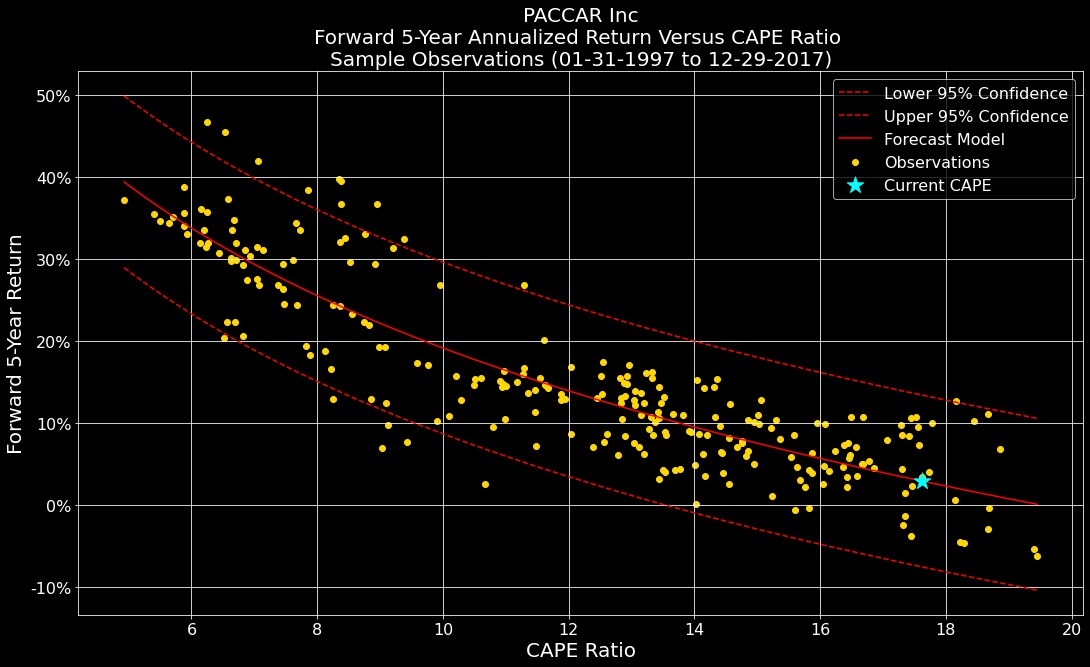 PACCAR Inc
Forward 5-Year Annualized Return Versus CAPE Ratio
Sample Observations (01-31-1997 to 12-29-2017)
Lower 95% Confidence
Upper 95% Confidence
Forecast Model
Observations
Current CAPE
Forward 5-Year Return
50%
40%
30%
20%
10%
0%
-10%
6 8 10 12 14 16 18 20
CAPE Ratio